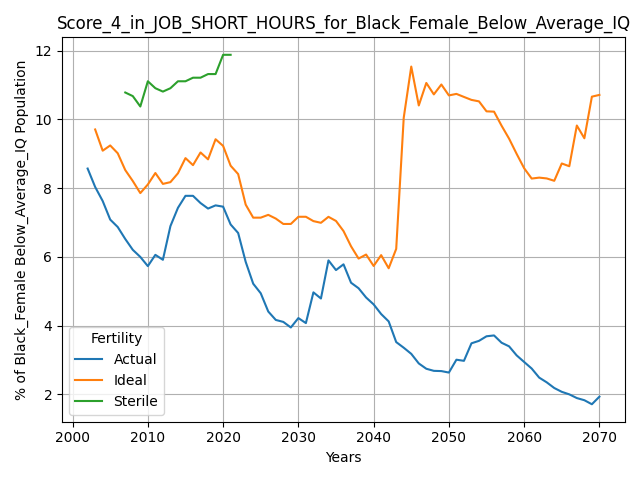 Score_4_in_JOB_SHORT_HOURS_for_Black_Female_Below_Average_IQ
% of Black_Female Below_Average_IQ Population
12
10
8
6
4
2
Fertility
Actual
Ideal
Sterile
2000 2010 2020 2030 2040 2050 2060 2070
Years